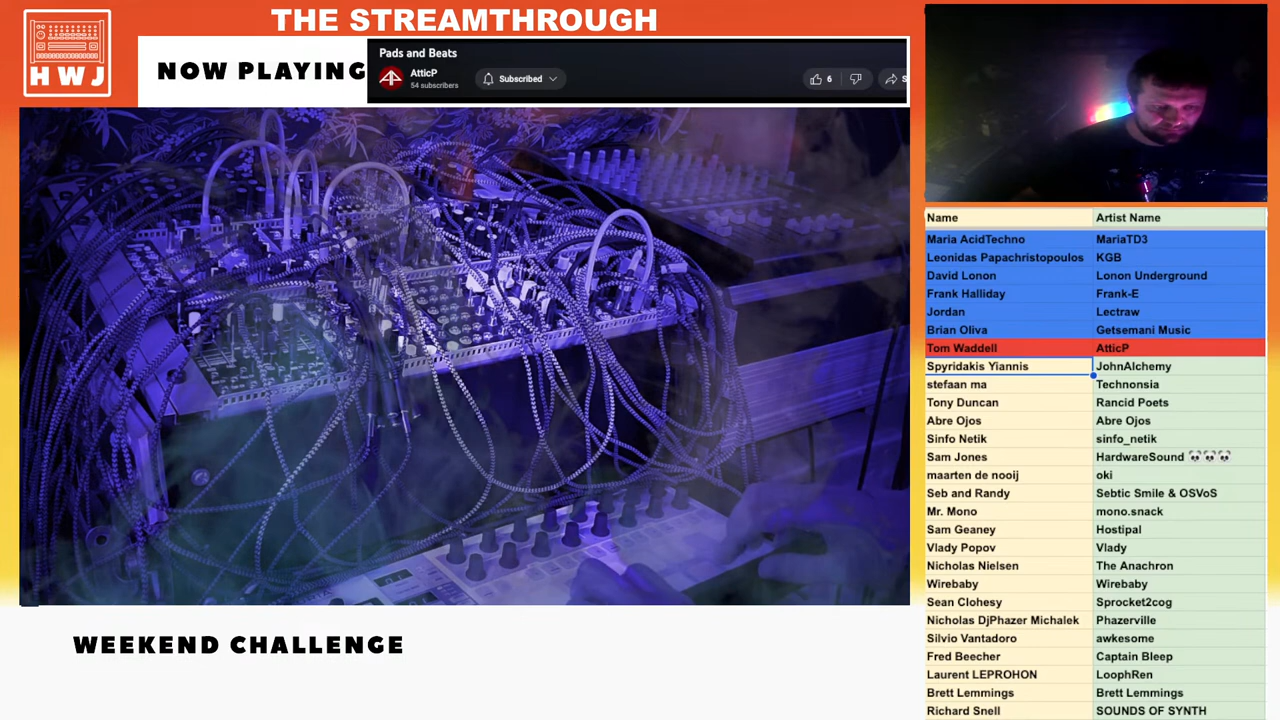 THE STREAMTHROUGH
HWJ
NOW PLAYING
Pads and Beats
AtticP
54 subscribers
Subscribed
6
S
Name Artist Name
Maria AcidTechno MariaTD3
Leonidas Papachristopoulos KGB
David Lonon Lonon Underground
Frank Halliday Frank-E
Jordan Lectraw
Brian Oliva Getsemani Music
Tom Waddell AtticP
Spyridakis Yiannis JohnAlchemy
stefaan ma Technonsia
Tony Duncan Rancid Poets
Abre Ojos Abre Ojos
Sinfo Netik sinfo_netik
Sam Jones HardwareSound 🐼🐼🐼
maarten de nooij oki
Seb and Randy Sebtic Smile & OSVoS
Mr. Mono mono.snack
Sam Geaney Hostipal
Vlady Popov Vlady
Nicholas Nielsen The Anachron
Wirebaby Wirebaby
Sean Clohesy Sprocket2cog
Nicholas DjPhazer Michalek Phazerville
Silvio Vantadoro awkesome
Fred Beecher Captain Bleep
Laurent LEPROHON LoophRen
Brett Lemmings Brett Lemmings
Richard Snell SOUNDS OF SYNTH
WEEKEND CHALLENGE